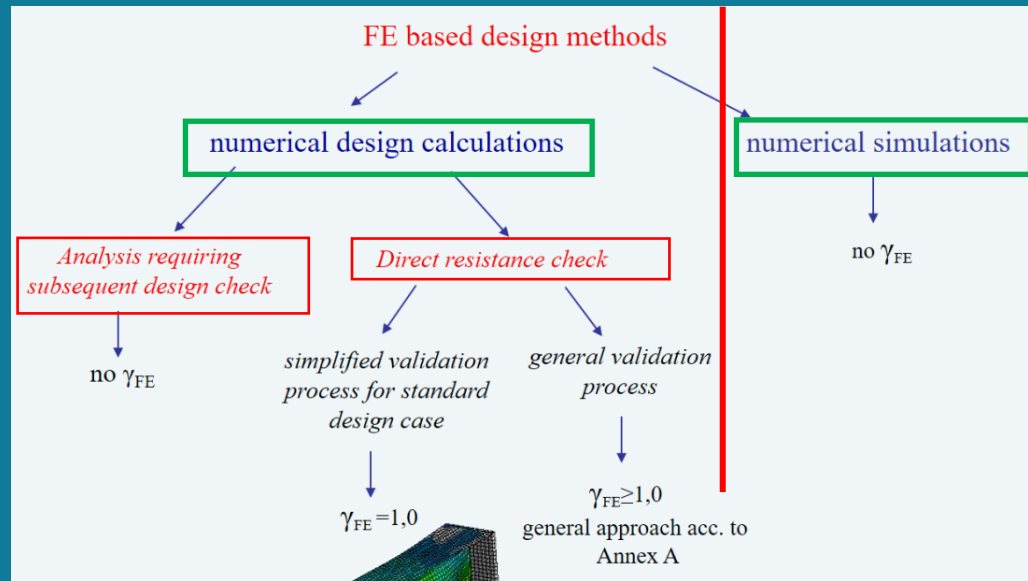 FE based design methods
numerical design calculations
numerical simulations
Analysis requiring
subsequent design check
Direct resistance check
no γFE
no γFE
simplified validation
process for standard
design case
general validation
process
γFE =1,0
γFE≥1,0
general approach acc. to
Annex A